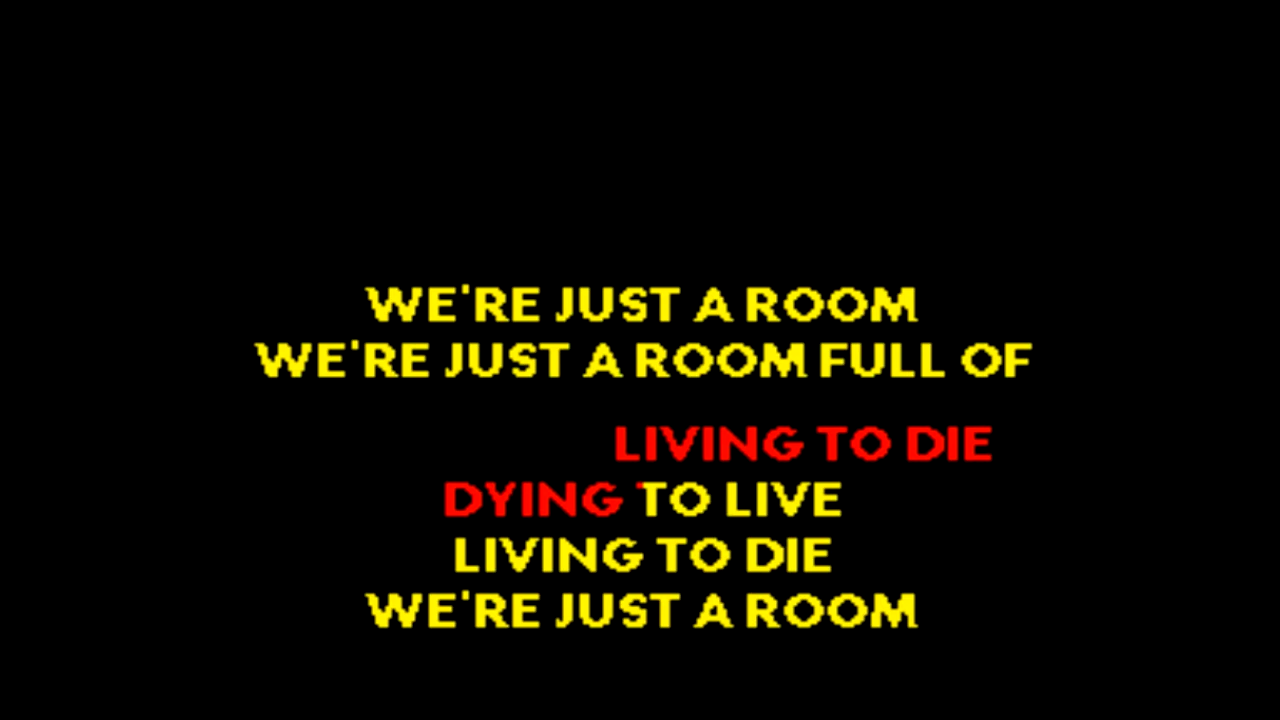 WE'RE JUST A ROOM
WE'RE JUST A ROOM FULL OF
LIVING TO DIE
DYING TO LIVE
LIVING TO DIE
WE'RE JUST A ROOM